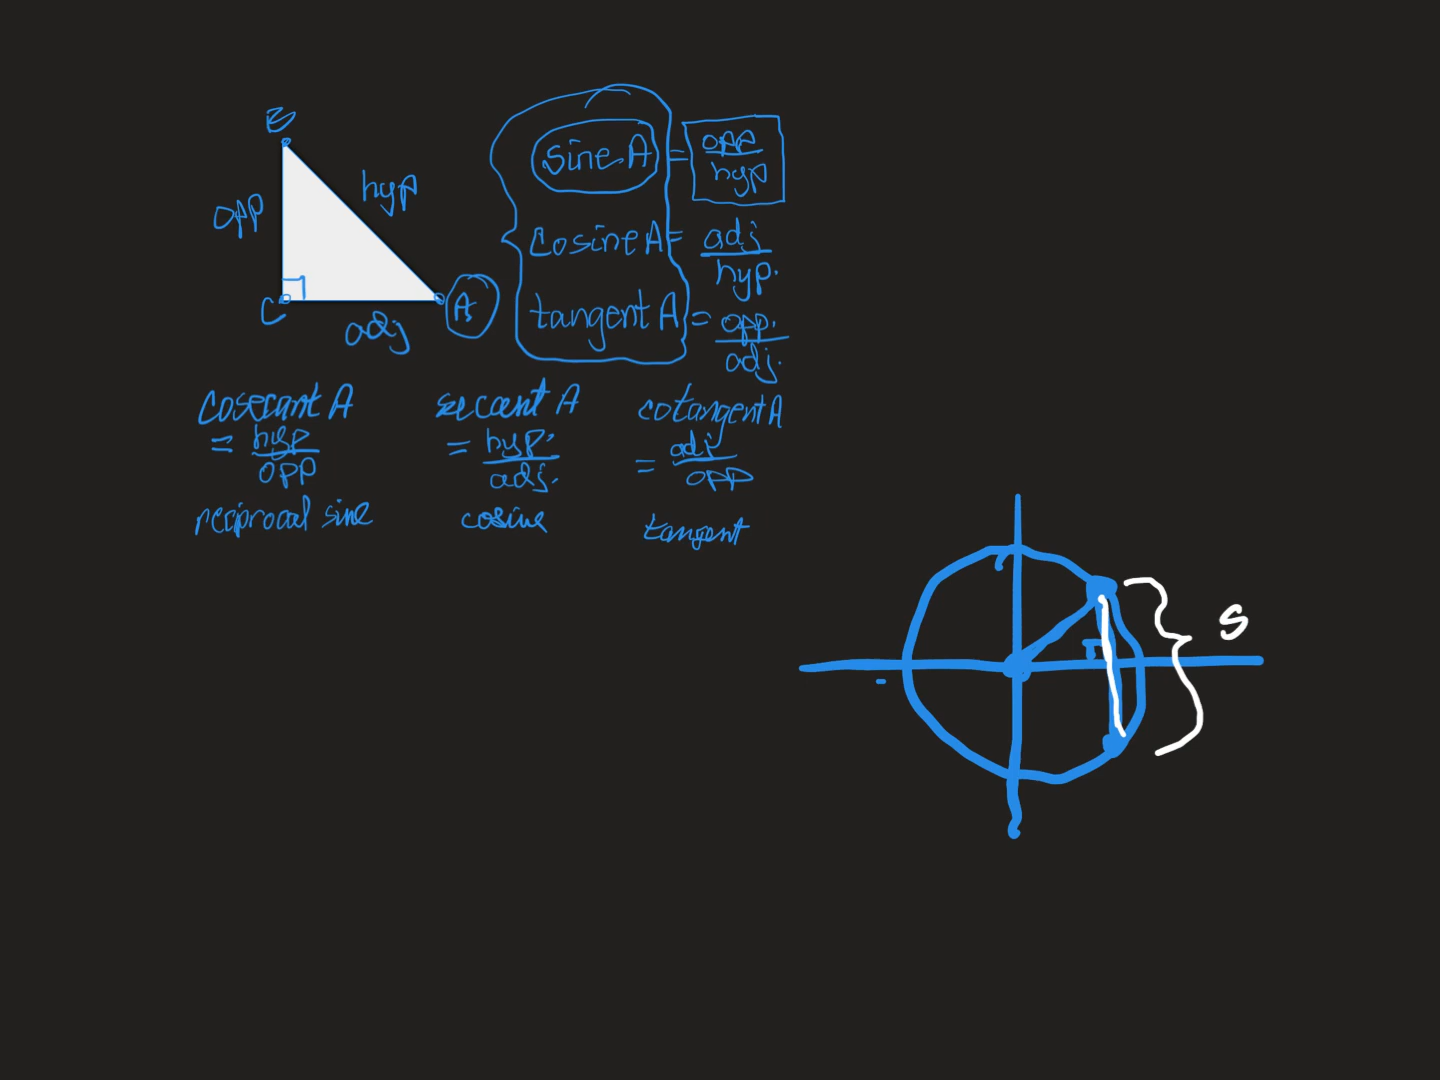 B
opp
hyp
C
adj
A
sine A = opp/hyp
cosine A = adj/hyp.
tangent A = opp./adj.
cosecant A
= hyp/opp
reciprocal sine
secant A
= hyp./adj.
cosine
cotangent A
= adj/opp
tangent
S